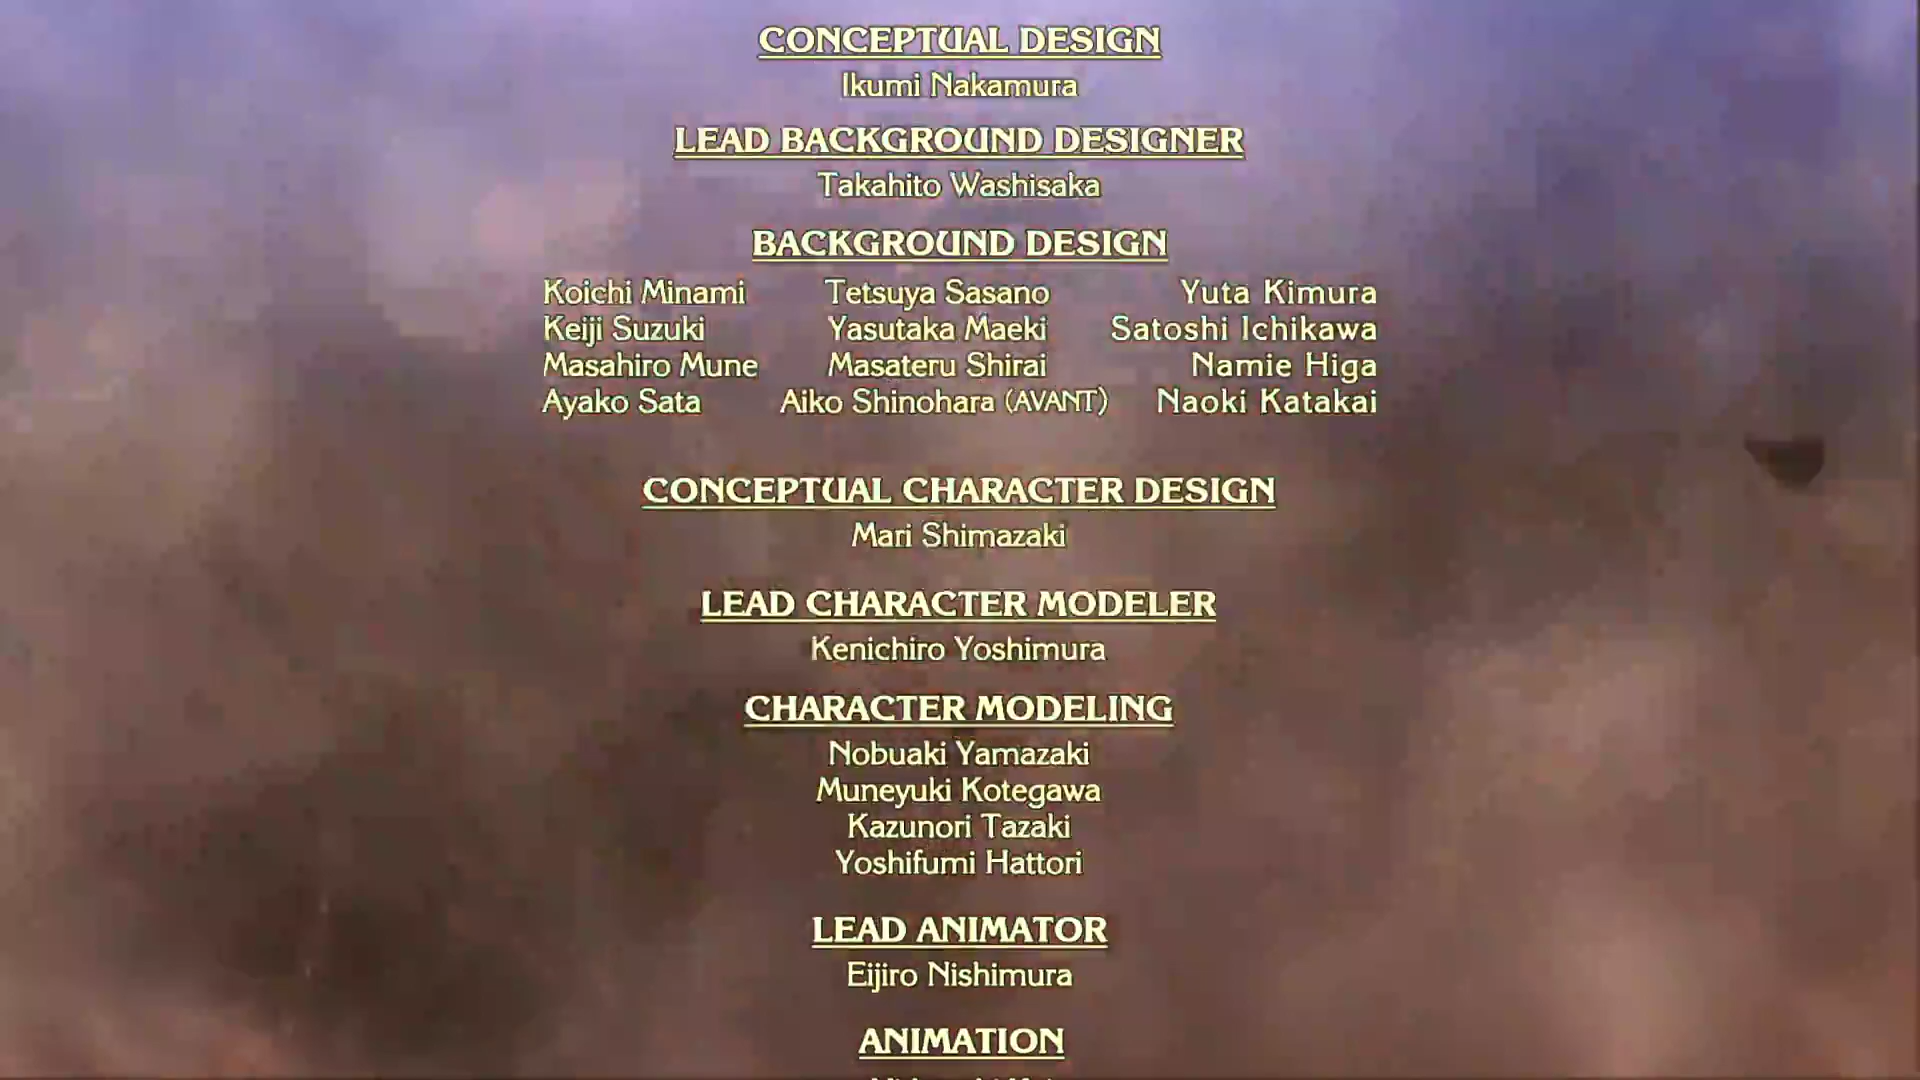 CONCEPTUAL DESIGN
Ikumi Nakamura
LEAD BACKGROUND DESIGNER
Takahito Washisaka
BACKGROUND DESIGN
Koichi Minami Tetsuya Sasano Yuta Kimura
Keiji Suzuki Yasutaka Maeki Satoshi Ichikawa
Masahiro Mune Masateru Shirai Namie Higa
Ayako Sata Aiko Shinohara (AVANT) Naoki Katakai
CONCEPTUAL CHARACTER DESIGN
Mari Shimazaki
LEAD CHARACTER MODELER
Kenichiro Yoshimura
CHARACTER MODELING
Nobuaki Yamazaki
Muneyuki Kotegawa
Kazunori Tazaki
Yoshifumi Hattori
LEAD ANIMATOR
Eijiro Nishimura
ANIMATION